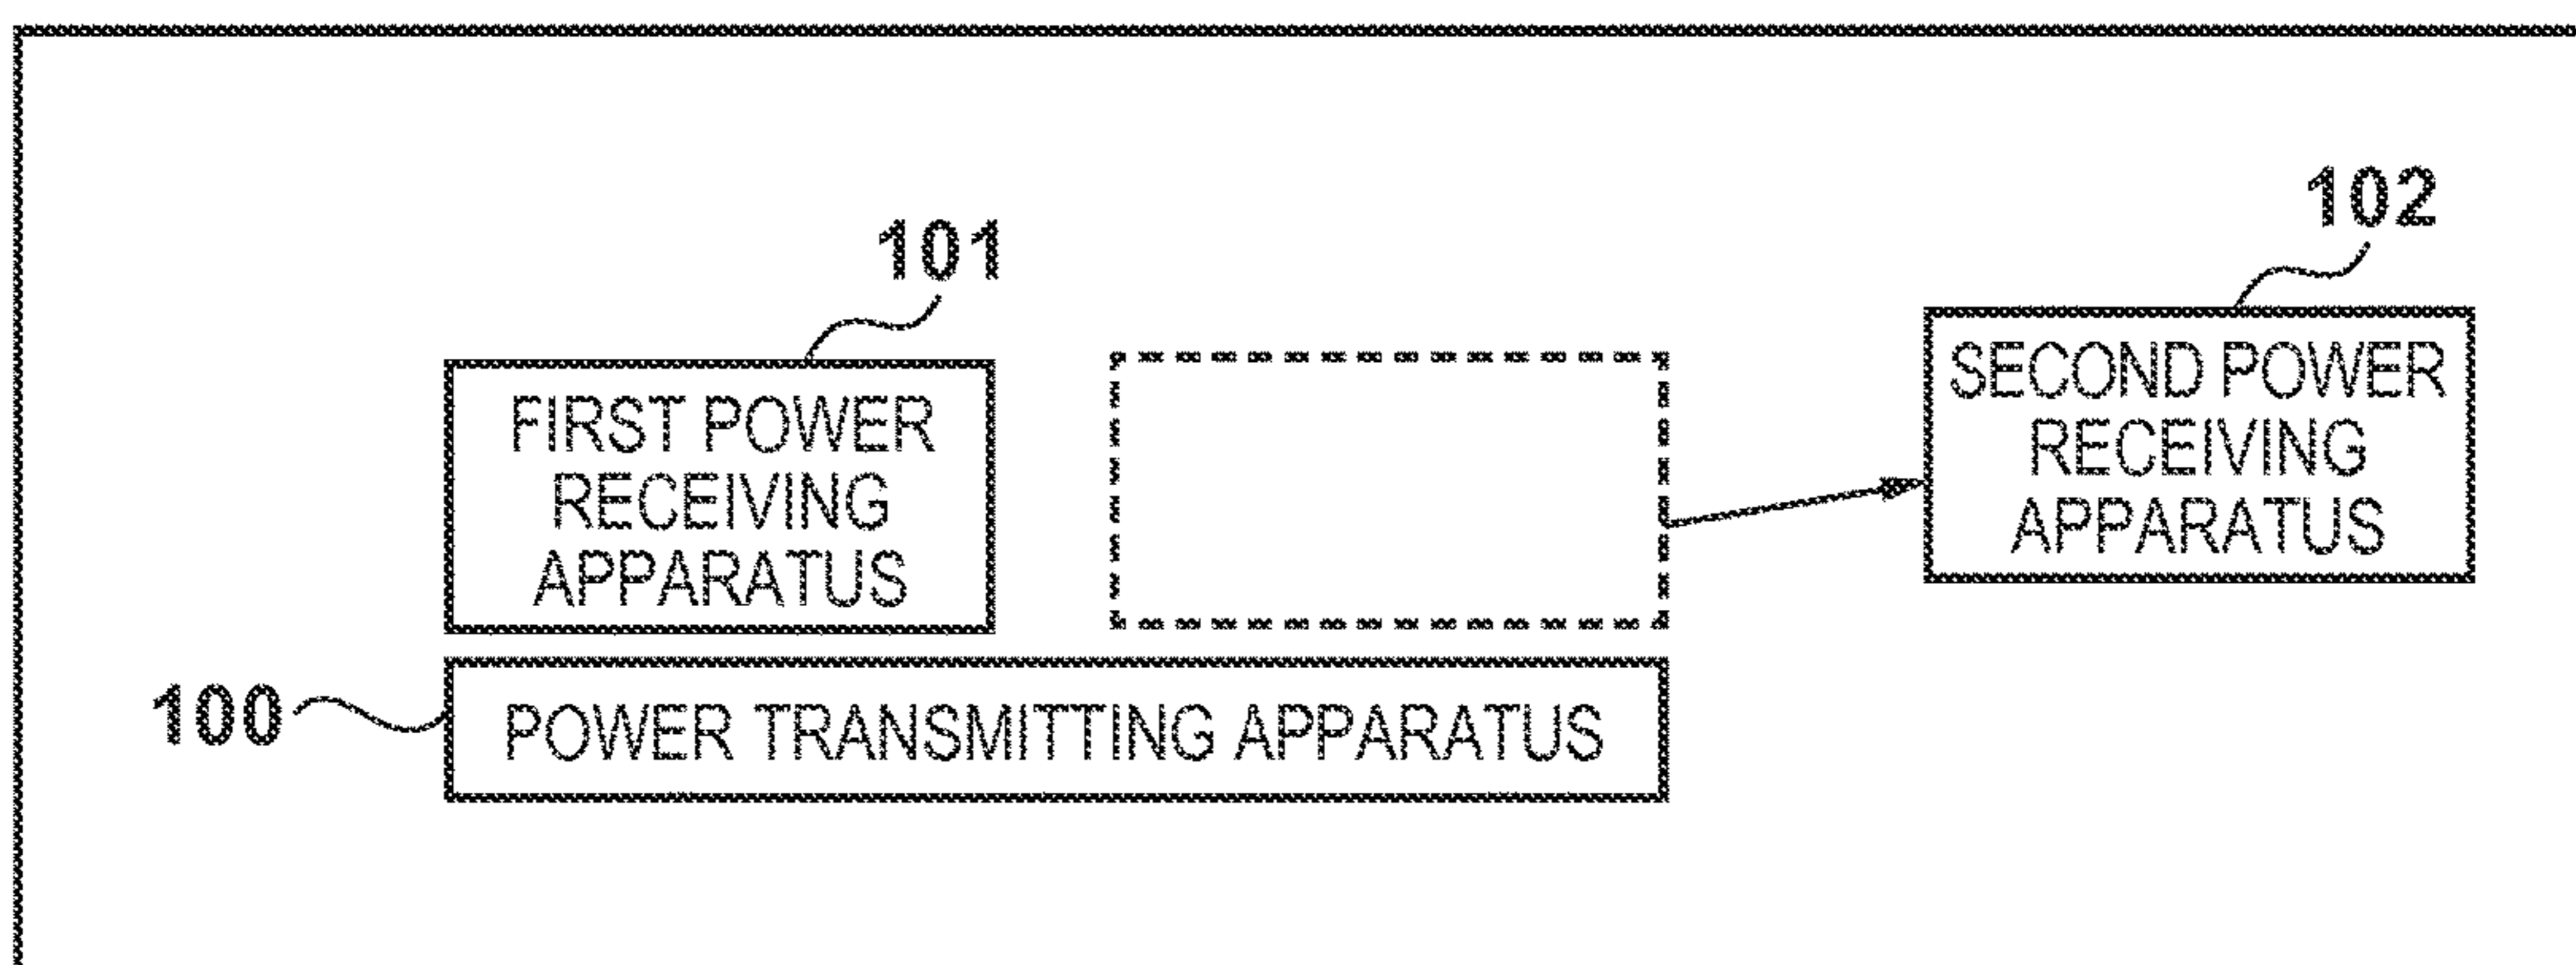 102
101
SECOND POWER
RECEIVING
APPARATUS
FIRST POWER
RECEIVING
APPARATUS
100
POWER TRANSMITTING APPARATUS